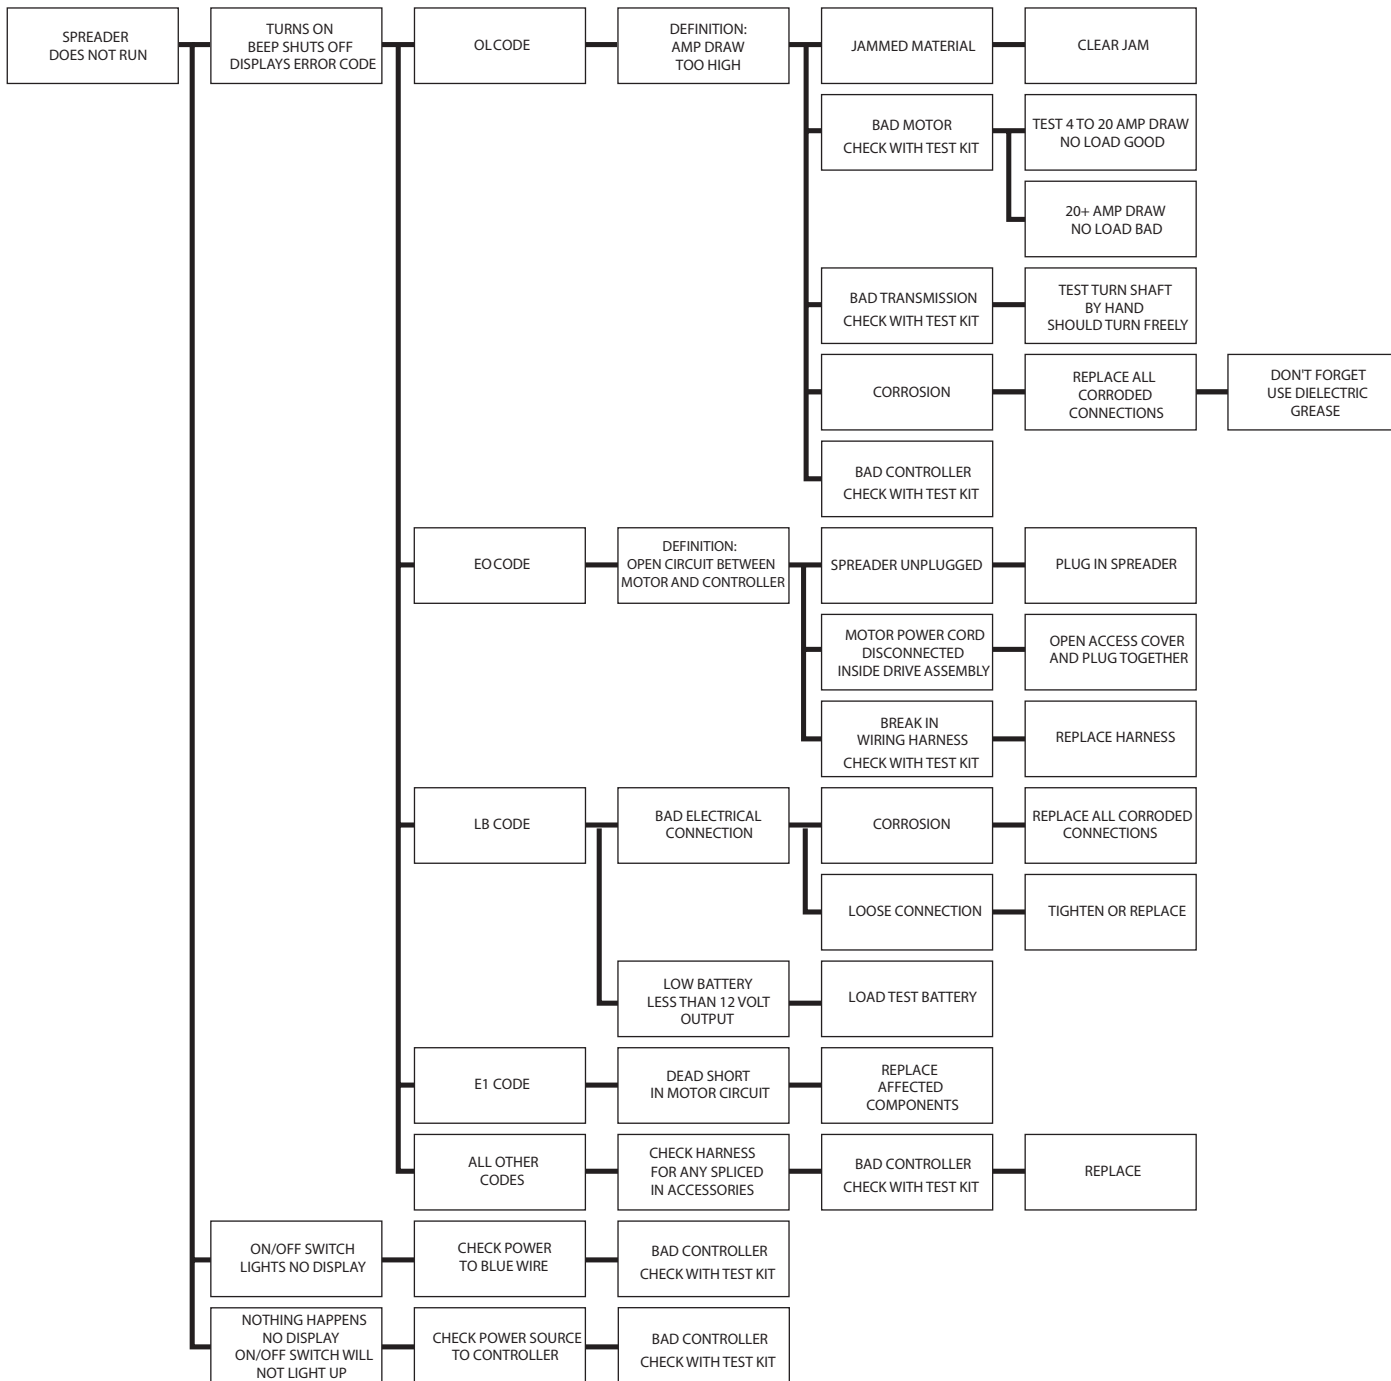 SPREADER
DOES NOT RUN
TURNS ON
BEEP SHUTS OFF
DISPLAYS ERROR CODE
OL CODE
DEFINITION:
AMP DRAW
TOO HIGH
JAMMED MATERIAL
CLEAR JAM
BAD MOTOR
CHECK WITH TEST KIT
TEST 4 TO 20 AMP DRAW
NO LOAD GOOD
20+ AMP DRAW
NO LOAD BAD
BAD TRANSMISSION
CHECK WITH TEST KIT
TEST TURN SHAFT
BY HAND
SHOULD TURN FREELY
CORROSION
REPLACE ALL
CORRODED
CONNECTIONS
DON'T FORGET
USE DIELECTRIC
GREASE
BAD CONTROLLER
CHECK WITH TEST KIT
EO CODE
DEFINITION:
OPEN CIRCUIT BETWEEN
MOTOR AND CONTROLLER
SPREADER UNPLUGGED
PLUG IN SPREADER
MOTOR POWER CORD
DISCONNECTED
INSIDE DRIVE ASSEMBLY
OPEN ACCESS COVER
AND PLUG TOGETHER
BREAK IN
WIRING HARNESS
CHECK WITH TEST KIT
REPLACE HARNESS
LB CODE
BAD ELECTRICAL
CONNECTION
CORROSION
REPLACE ALL CORRODED
CONNECTIONS
LOOSE CONNECTION
TIGHTEN OR REPLACE
LOW BATTERY
LESS THAN 12 VOLT
OUTPUT
LOAD TEST BATTERY
E1 CODE
DEAD SHORT
IN MOTOR CIRCUIT
REPLACE
AFFECTED
COMPONENTS
ALL OTHER
CODES
CHECK HARNESS
FOR ANY SPLICED
IN ACCESSORIES
BAD CONTROLLER
CHECK WITH TEST KIT
REPLACE
ON/OFF SWITCH
LIGHTS NO DISPLAY
CHECK POWER
TO BLUE WIRE
BAD CONTROLLER
CHECK WITH TEST KIT
NOTHING HAPPENS
NO DISPLAY
ON/OFF SWITCH WILL
NOT LIGHT UP
CHECK POWER SOURCE
TO CONTROLLER
BAD CONTROLLER
CHECK WITH TEST KIT